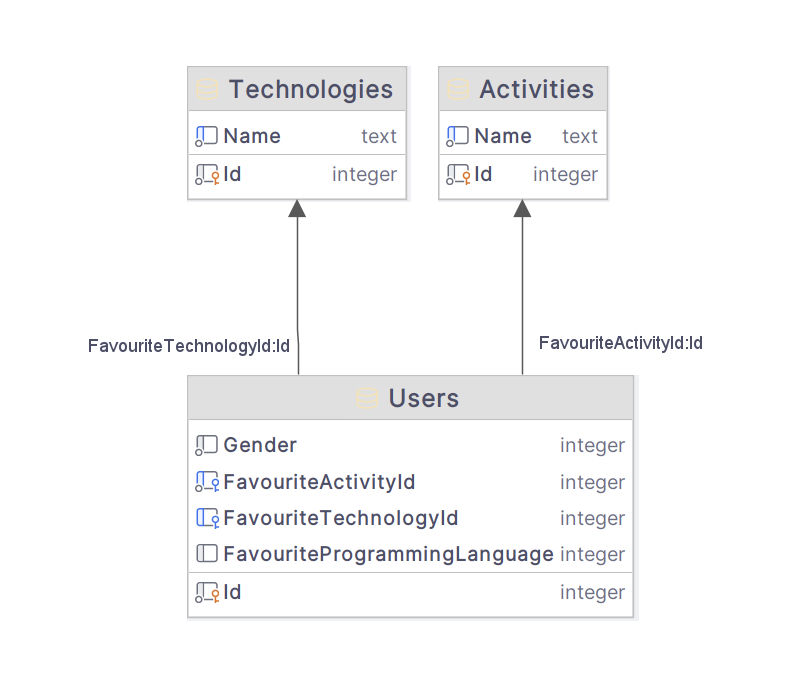 Technologies
Name text
Id integer
Activities
Name text
Id integer
FavouriteTechnologyId:Id
FavouriteActivityId:Id
Users
Gender integer
FavouriteActivityId integer
FavouriteTechnologyId integer
FavouriteProgrammingLanguage integer
Id integer